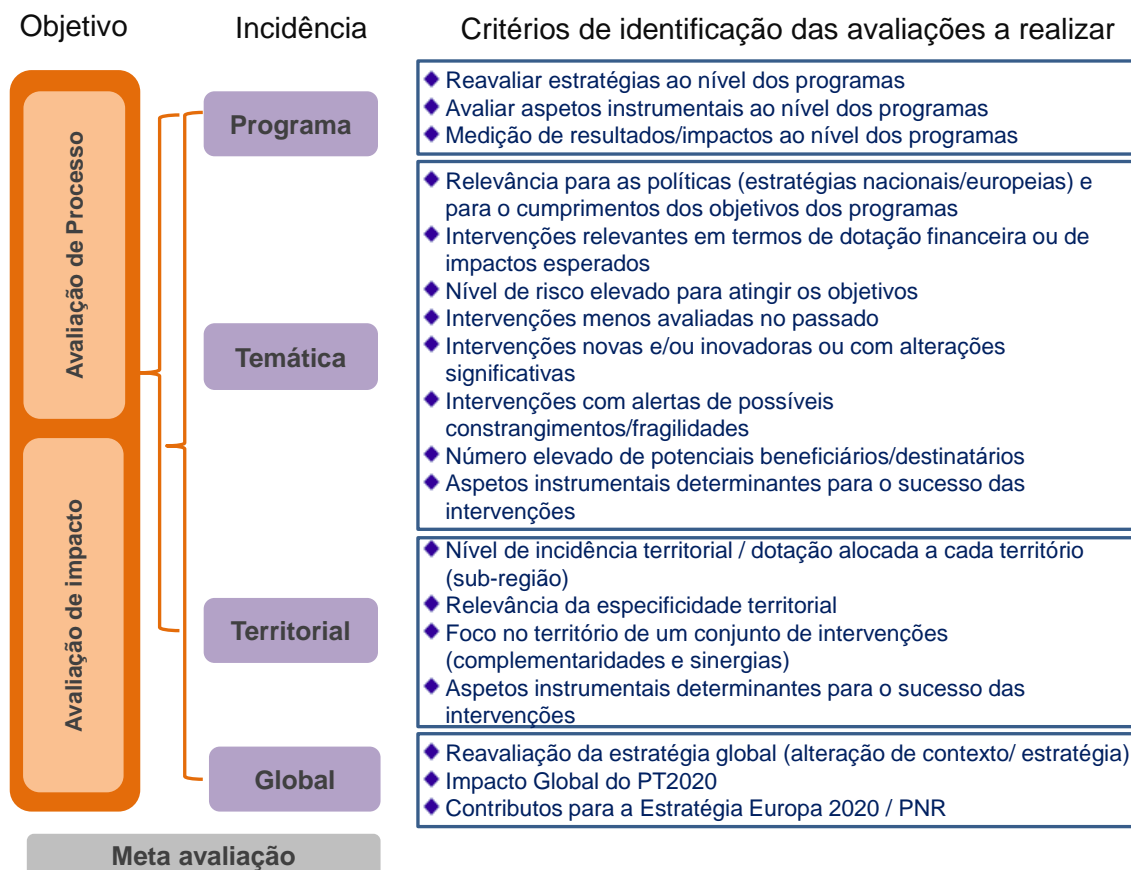 Objetivo
Incidência
Critérios de identificação das avaliações a realizar
Avaliação de Processo
Avaliação de impacto
Programa
◆ Reavaliar estratégias ao nível dos programas
◆ Avaliar aspetos instrumentais ao nível dos programas
◆ Medição de resultados/impactos ao nível dos programas
Temática
◆ Relevância para as políticas (estratégias nacionais/europeias) e
para o cumprimentos dos objetivos dos programas
◆ Intervenções relevantes em termos de dotação financeira ou de
impactos esperados
◆ Nível de risco elevado para atingir os objetivos
◆ Intervenções menos avaliadas no passado
◆ Intervenções novas e/ou inovadoras ou com alterações
significativas
◆ Intervenções com alertas de possíveis
constrangimentos/fragilidades
◆ Número elevado de potenciais beneficiários/destinatários
◆ Aspetos instrumentais determinantes para o sucesso das
intervenções
Territorial
◆ Nível de incidência territorial / dotação alocada a cada território
(sub-região)
◆ Relevância da especificidade territorial
◆ Foco no território de um conjunto de intervenções
(complementaridades e sinergias)
◆ Aspetos instrumentais determinantes para o sucesso das
intervenções
Global
◆ Reavaliação da estratégia global (alteração de contexto/ estratégia)
◆ Impacto Global do PT2020
◆ Contributos para a Estratégia Europa 2020 / PNR
Meta avaliação